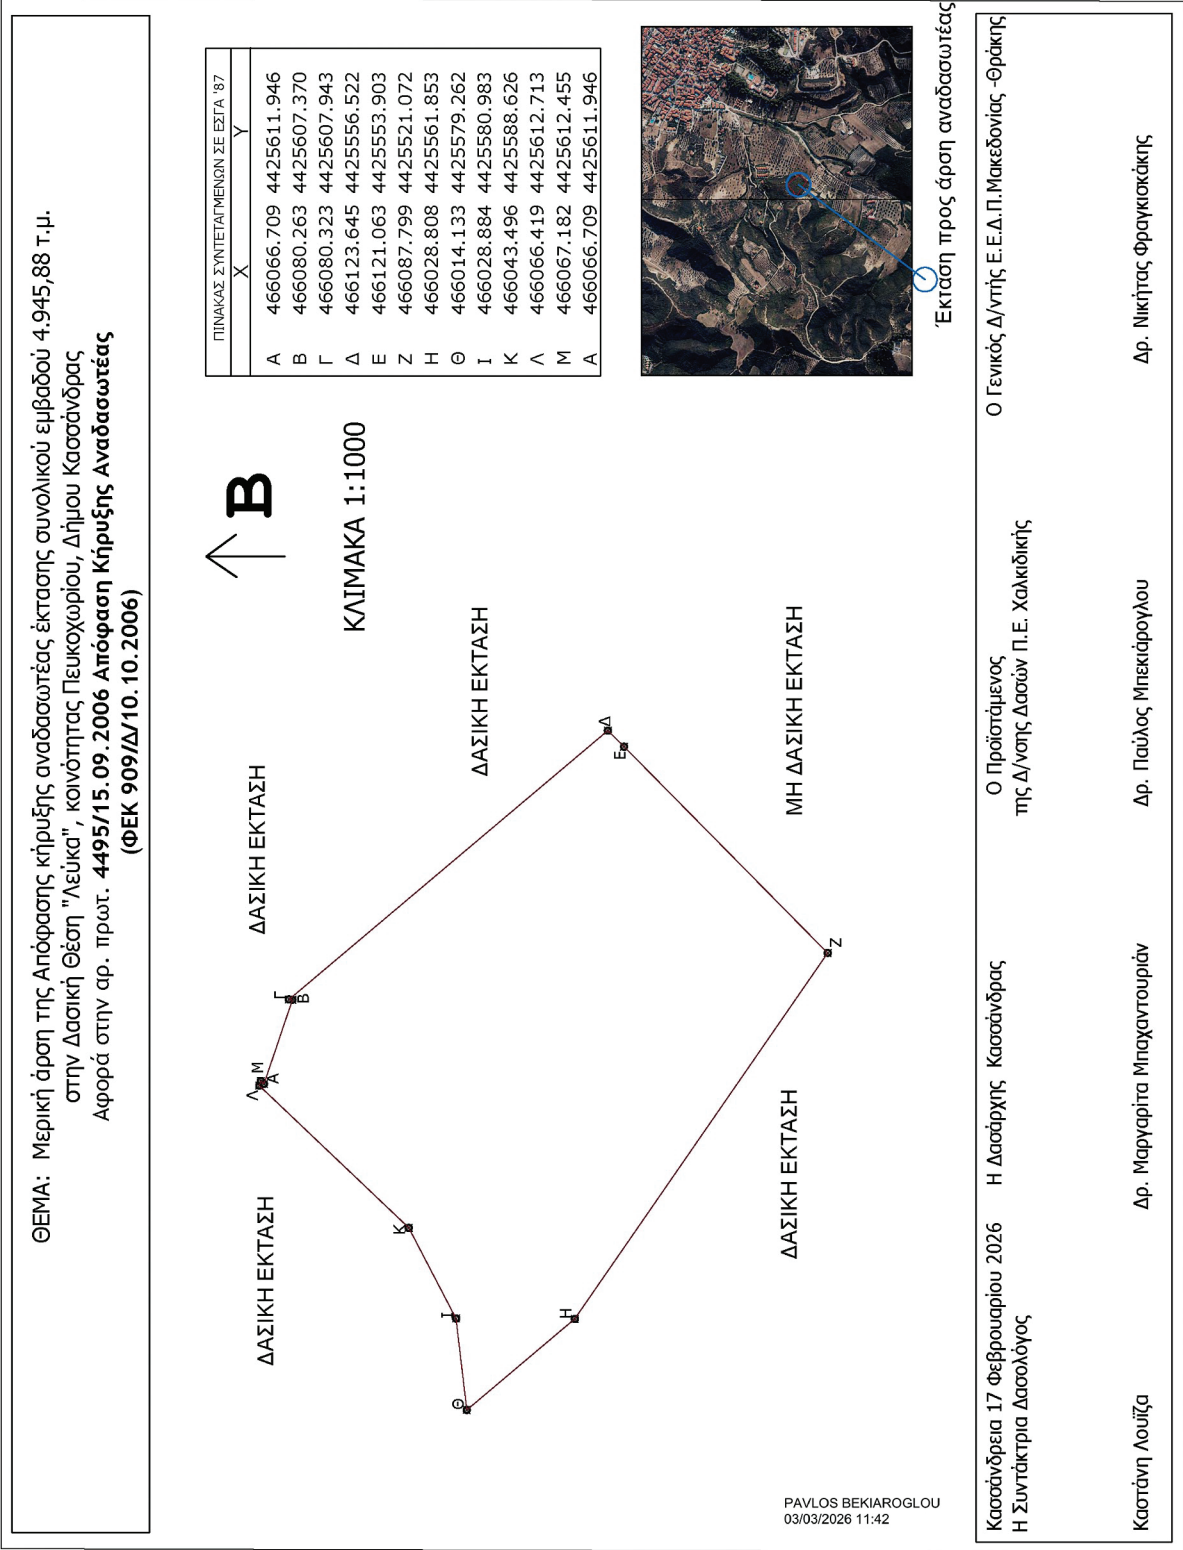 ΘΕΜΑ: Μερική άρση της Απόφασης κήρυξης αναδασωτέας έκτασης συνολικού εμβαδού 4.945,88 τ.μ.
στην Δασική Θέση "Λεύκα", κοινότητας Πευκοχωρίου, Δήμου Κασσάνδρας
Αφορά στην αρ. πρωτ. 4495/15.09.2006 Απόφαση Κήρυξης Αναδασωτέας
(ΦΕΚ 909/Δ/10.10.2006)
ΠΙΝΑΚΑΣ ΣΥΝΤΕΤΑΓΜΕΝΩΝ ΣΕ ΕΣΓΑ '87
X Y
Α 466066.709 4425611.946
Β 466080.263 4425607.370
Γ 466080.323 4425607.943
Δ 466123.645 4425556.522
Ε 466121.063 4425553.903
Ζ 466087.799 4425521.072
Η 466028.808 4425561.853
Θ 466014.133 4425579.262
Ι 466028.884 4425580.983
Κ 466043.496 4425588.626
Λ 466066.419 4425612.713
Μ 466067.182 4425612.455
Α 466066.709 4425611.946
Β
ΚΛΙΜΑΚΑ 1:1000
ΔΑΣΙΚΗ ΕΚΤΑΣΗ
ΔΑΣΙΚΗ ΕΚΤΑΣΗ
ΔΑΣΙΚΗ ΕΚΤΑΣΗ
ΔΑΣΙΚΗ ΕΚΤΑΣΗ
ΜΗ ΔΑΣΙΚΗ ΕΚΤΑΣΗ
Λ
Μ
Α
Γ
Β
Κ
Ι
Θ
Η
Δ
Ε
Ζ
Έκταση προς άρση αναδασωτέας
Κασσάνδρεια 17 Φεβρουαρίου 2026
Η Συντάκτρια Δασολόγος
Καστάνη Λουΐζα
Η Δασάρχης Κασσάνδρας
Δρ. Μαργαρίτα Μπαχαντουριάν
Ο Προϊστάμενος
της Δ/νσης Δασών Π.Ε. Χαλκιδικής
Δρ. Παύλος Μπεκιάρογλου
Ο Γενικός Δ/ντής Ε.Ε.Δ.Π.Μακεδονίας -Θράκης
Δρ. Νικήτας Φραγκισκάκης
PAVLOS BEKIAROGLOU
03/03/2026 11:42